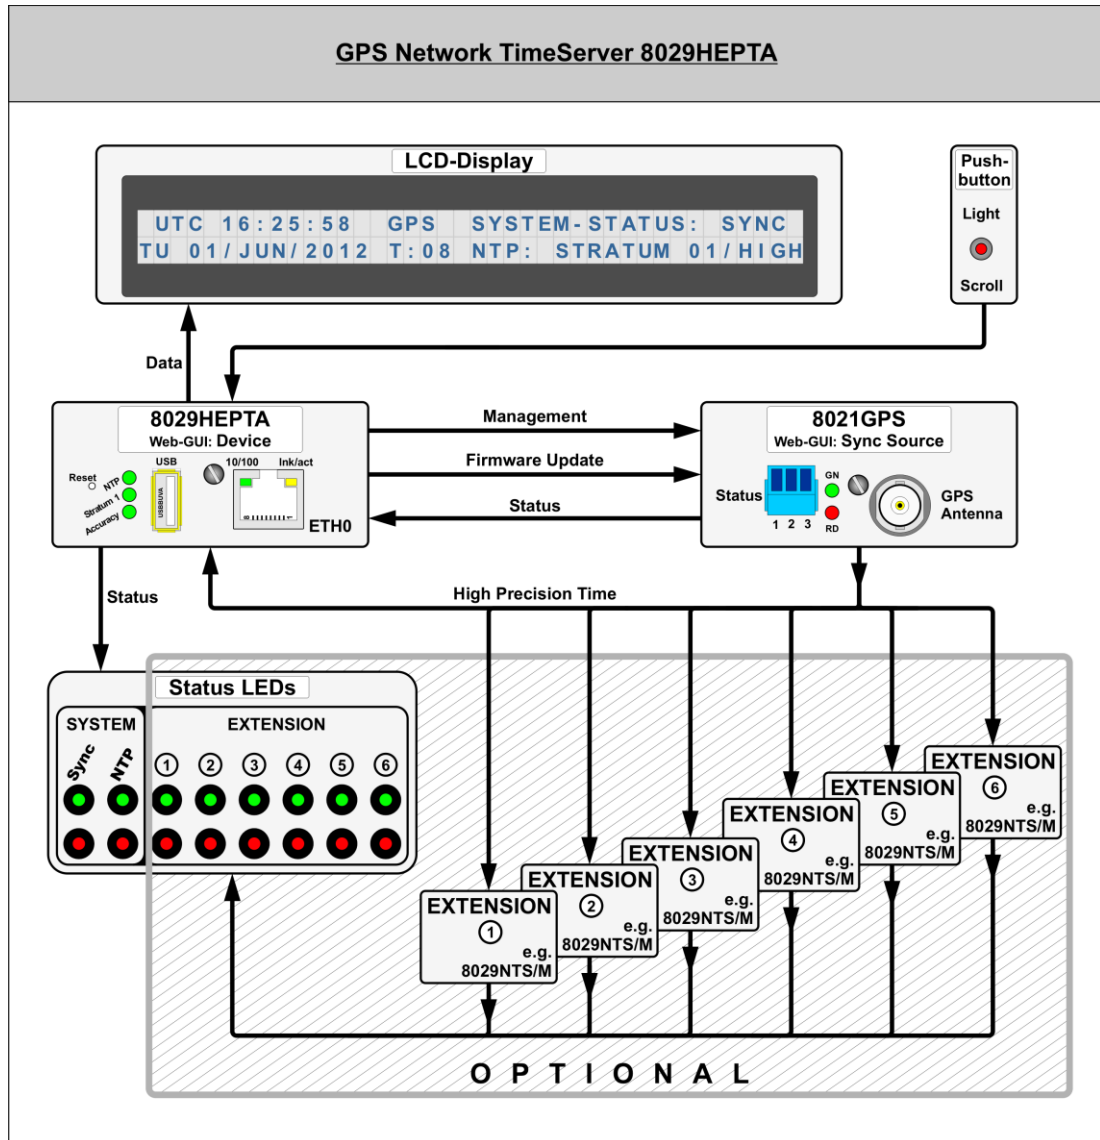 GPS Network TimeServer 8029HEPTA
LCD-Display
UTC 16:25:58 GPS SYSTEM-STATUS: SYNC
TU 01/JUN/2012 T:08 NTP: STRATUM 01/HIGH
Push-
button
Light
Scroll
Data
8029HEPTA
Web-GUI: Device
Reset
NTP
Stratum 1
Accuracy
USB
USBBUVA
10/100
lnk/act
ETH0
Management
Firmware Update
Status
8021GPS
Web-GUI: Sync Source
Status
1 2 3
GN
RD
GPS
Antenna
Status
High Precision Time
Status LEDs
SYSTEM
EXTENSION
Sync
NTP
1 2 3 4 5 6
EXTENSION
6
e.g.
8029NTS/M
EXTENSION
5
e.g.
8029NTS/M
EXTENSION
4
e.g.
8029NTS/M
EXTENSION
3
e.g.
8029NTS/M
EXTENSION
2
e.g.
8029NTS/M
EXTENSION
1
e.g.
8029NTS/M
OPTIONAL